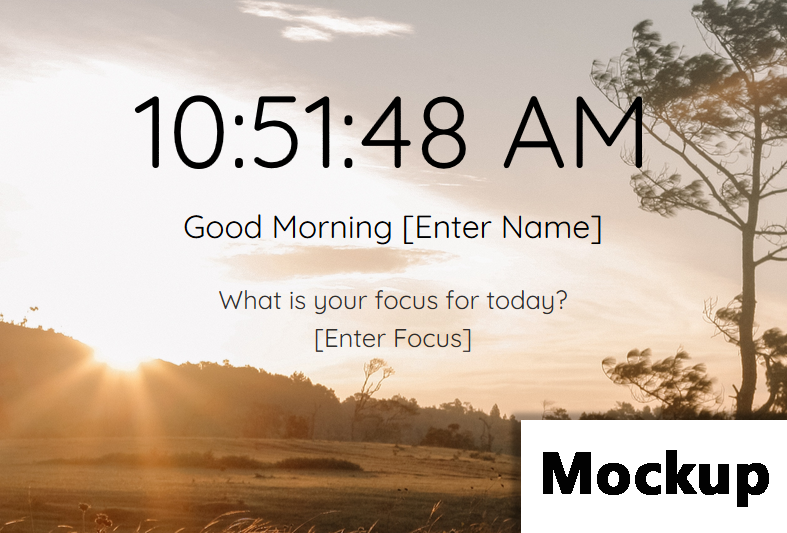 10:51:48 AM
Good Morning [Enter Name]
What is your focus for today?
[Enter Focus]
Mockup